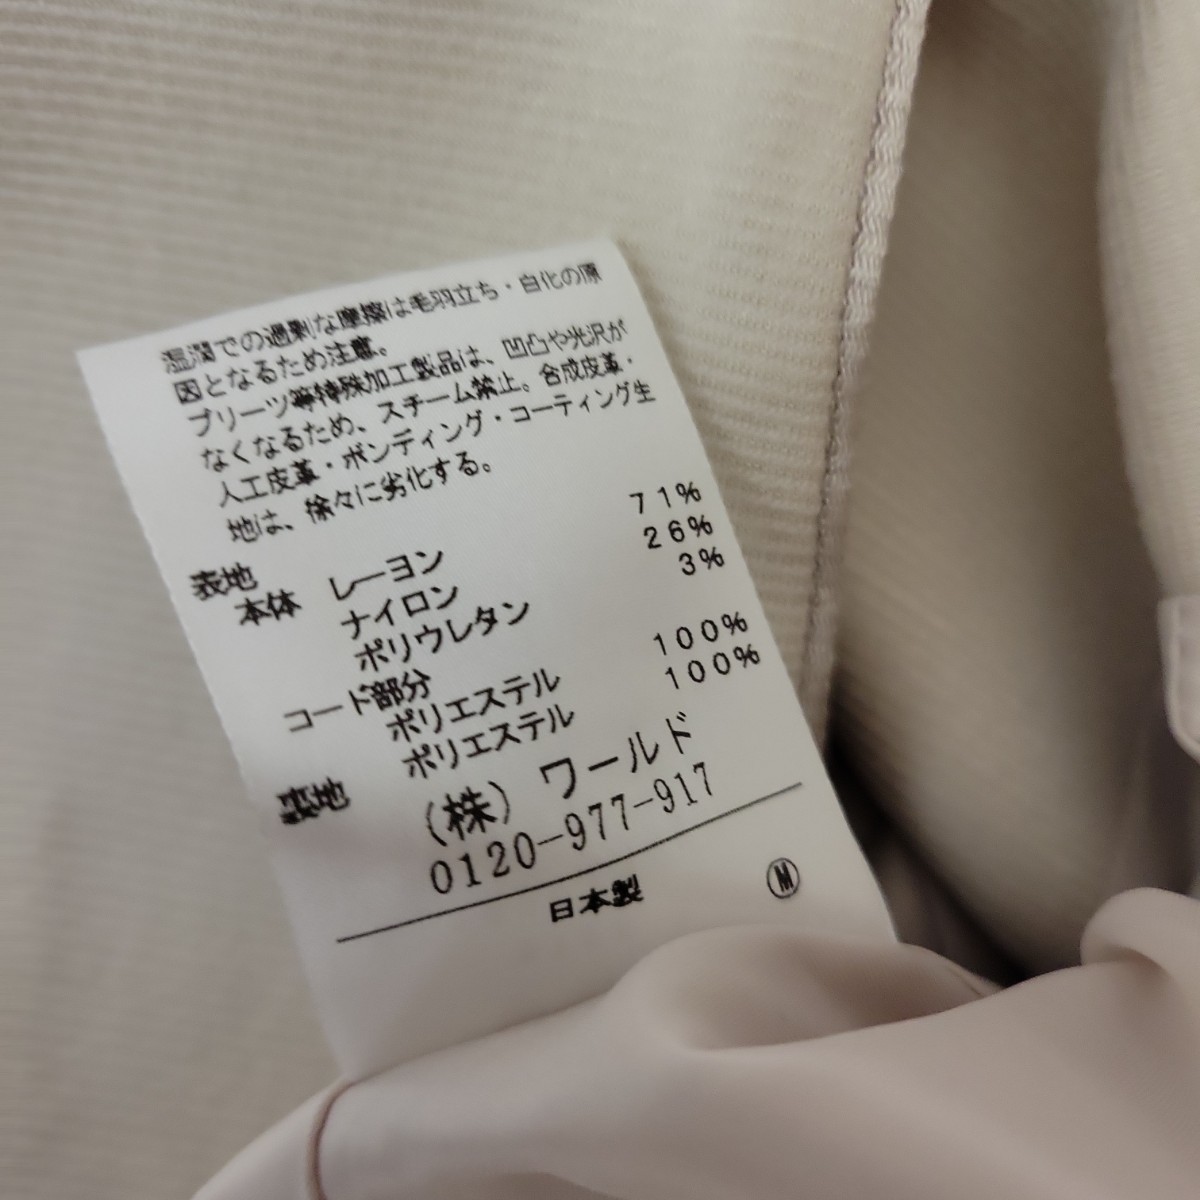 湿潤での過剰な摩擦は毛羽立ち・白化の原
因となるため注意。
プリーツ等特殊加工製品は、凹凸や光沢が
なくなるため、スチーム禁止。合成皮革・
人工皮革・ボンディング・コーティング生
地は、徐々に劣化する。
表地
本体 レーヨン 71%
ナイロン 26%
ポリウレタン 3%
コード部分
ポリエステル 100%
裏地 ポリエステル 100%
(株) ワールド
0120-977-917
日本製 Ⓜ